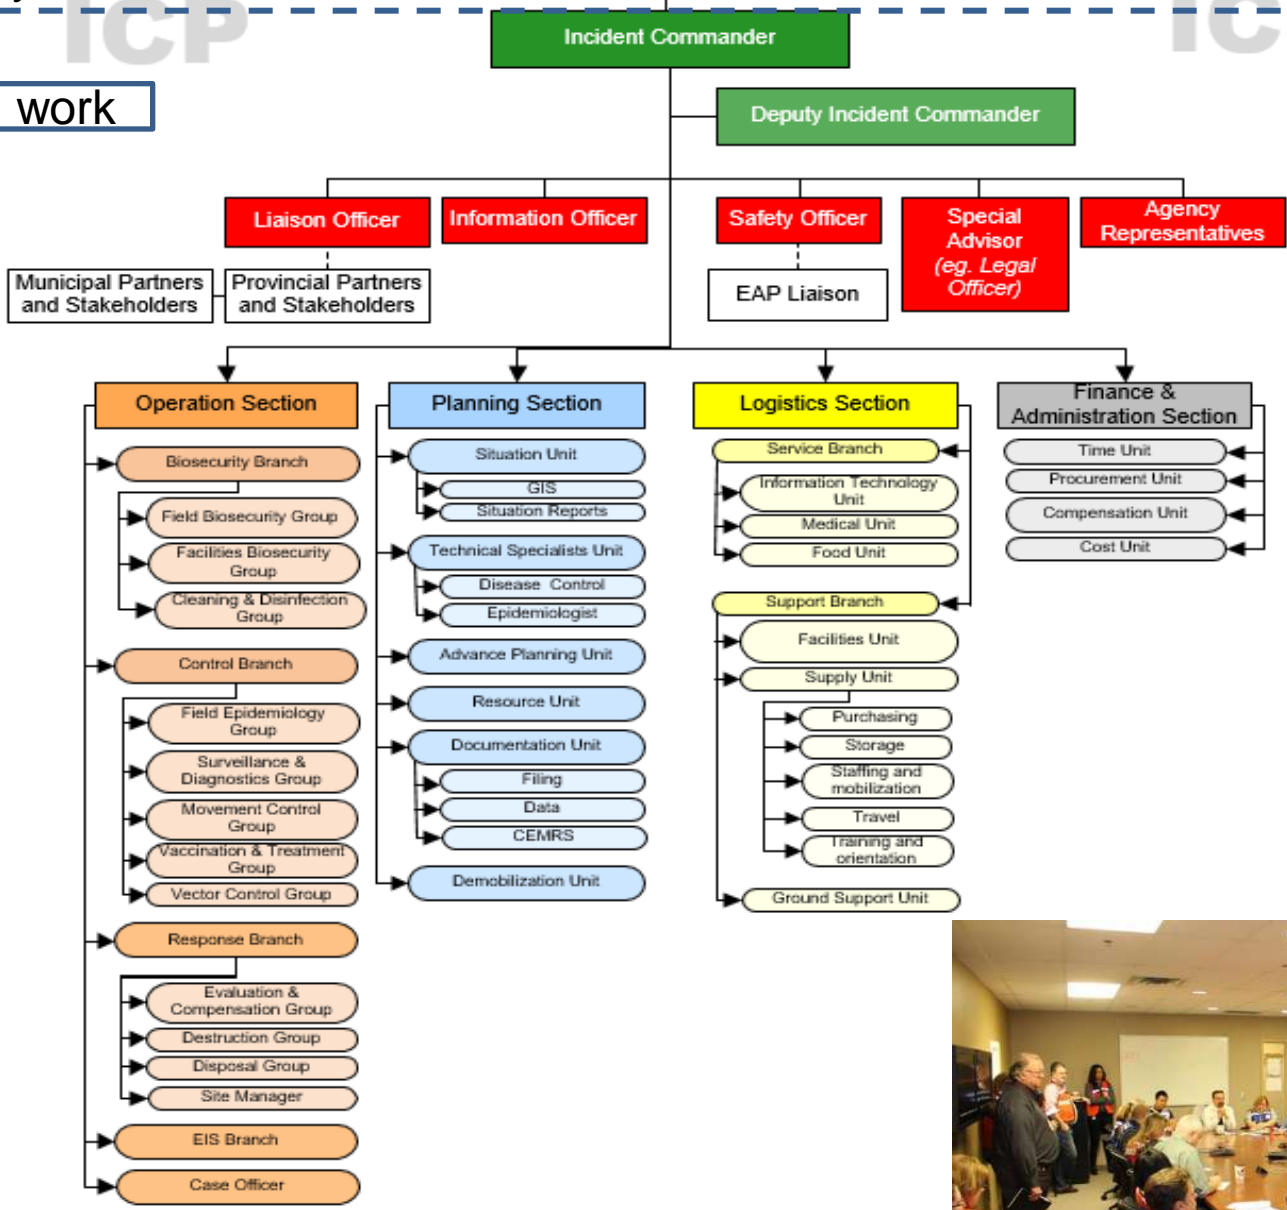 ICP
IC
Incident Commander
work
Deputy Incident Commander
Liaison Officer
Information Officer
Safety Officer
Special
Advisor
(eg. Legal
Officer)
Agency
Representatives
Municipal Partners
and Stakeholders
Provincial Partners
and Stakeholders
EAP Liaison
Operation Section
Biosecurity Branch
Field Biosecurity Group
Facilities Biosecurity
Group
Cleaning & Disinfection
Group
Control Branch
Field Epidemiology
Group
Surveillance &
Diagnostics Group
Movement Control
Group
Vaccination & Treatment
Group
Vector Control Group
Response Branch
Evaluation &
Compensation Group
Destruction Group
Disposal Group
Site Manager
EIS Branch
Case Officer
Planning Section
Situation Unit
GIS
Situation Reports
Technical Specialists Unit
Disease Control
Epidemiologist
Advance Planning Unit
Resource Unit
Documentation Unit
Filing
Data
CEMRS
Demobilization Unit
Logistics Section
Service Branch
Information Technology
Unit
Medical Unit
Food Unit
Support Branch
Facilities Unit
Supply Unit
Purchasing
Storage
Staffing and
mobilization
Travel
Training and
orientation
Ground Support Unit
Finance &
Administration Section
Time Unit
Procurement Unit
Compensation Unit
Cost Unit